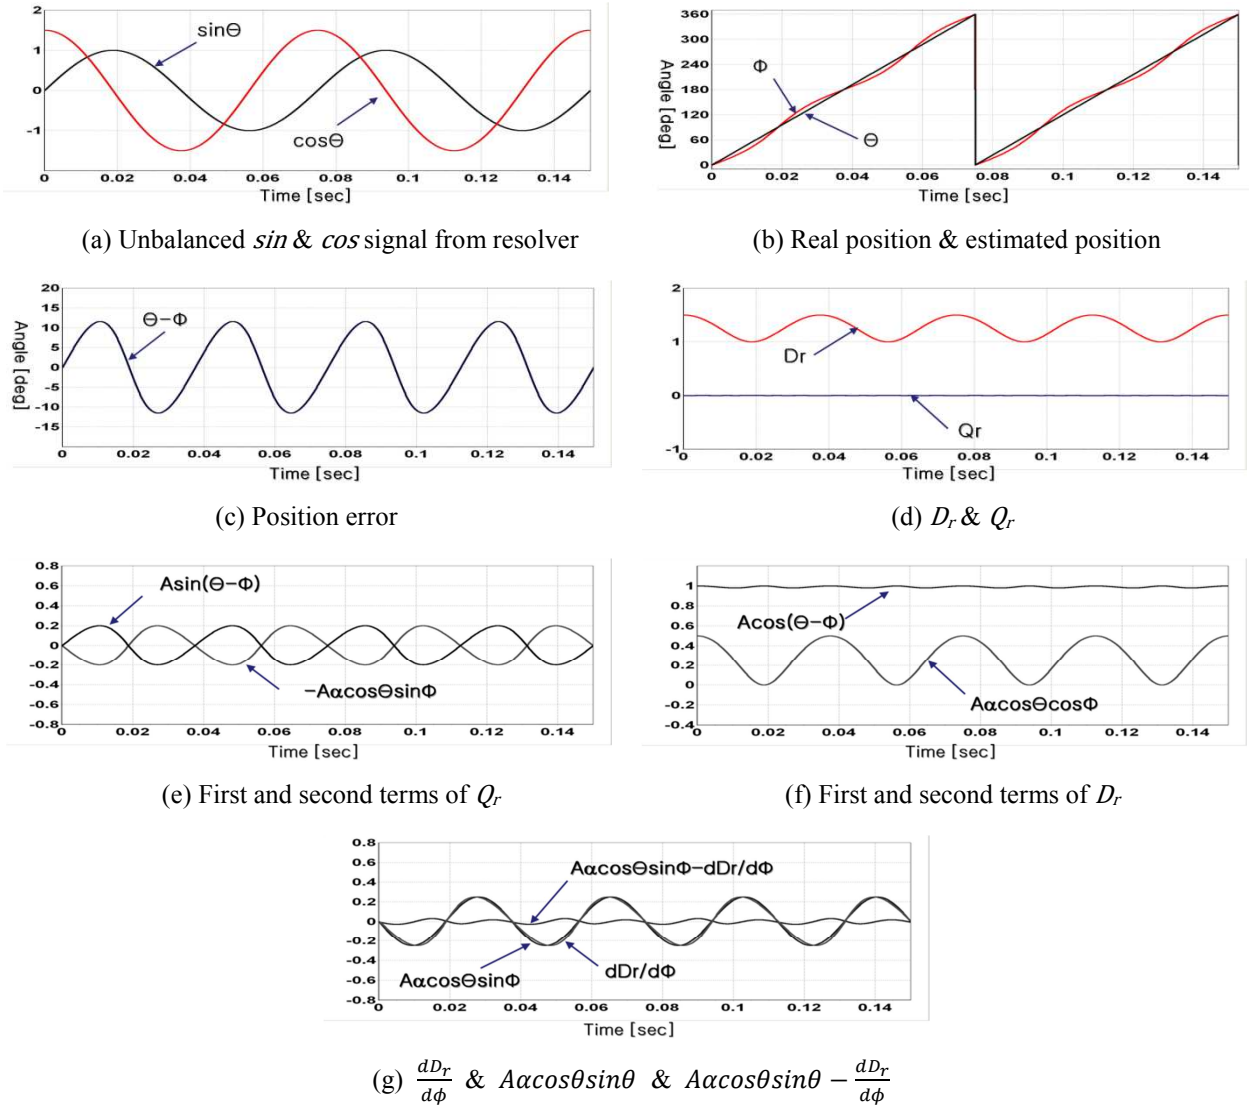 2
1
0
-1
sinΘ
cosΘ
0 0.02 0.04 0.06 0.08 0.1 0.12 0.14
Time [sec]
(a) Unbalanced sin & cos signal from resolver
360
300
240
180
120
60
0
Angle [deg]
Φ
Θ
0 0.02 0.04 0.06 0.08 0.1 0.12 0.14
Time [sec]
(b) Real position & estimated position
20
15
10
5
0
-5
-10
-15
Angle [deg]
Θ-Φ
0 0.02 0.04 0.06 0.08 0.1 0.12 0.14
Time [sec]
(c) Position error
2
1
0
-1
Dr
Qr
0 0.02 0.04 0.06 0.08 0.1 0.12 0.14
Time [sec]
(d) Dr & Qr
0.8
0.6
0.4
0.2
0
-0.2
-0.4
-0.6
-0.8
Asin(Θ-Φ)
-AαcosΘsinΦ
0 0.02 0.04 0.06 0.08 0.1 0.12 0.14
Time [sec]
(e) First and second terms of Qr
1
0.8
0.6
0.4
0.2
0
-0.2
-0.4
Acos(Θ-Φ)
AαcosΘcosΦ
0 0.02 0.04 0.06 0.08 0.1 0.12 0.14
Time [sec]
(f) First and second terms of Dr
0.8
0.6
0.4
0.2
0
-0.2
-0.4
-0.6
-0.8
AαcosΘsinΦ-dDr/dΦ
AαcosΘsinΦ
dDr/dΦ
0 0.02 0.04 0.06 0.08 0.1 0.12 0.14
Time [sec]
(g) dDr/dϕ & Aαcosθsinθ & Aαcosθsinθ − dDr/dϕ